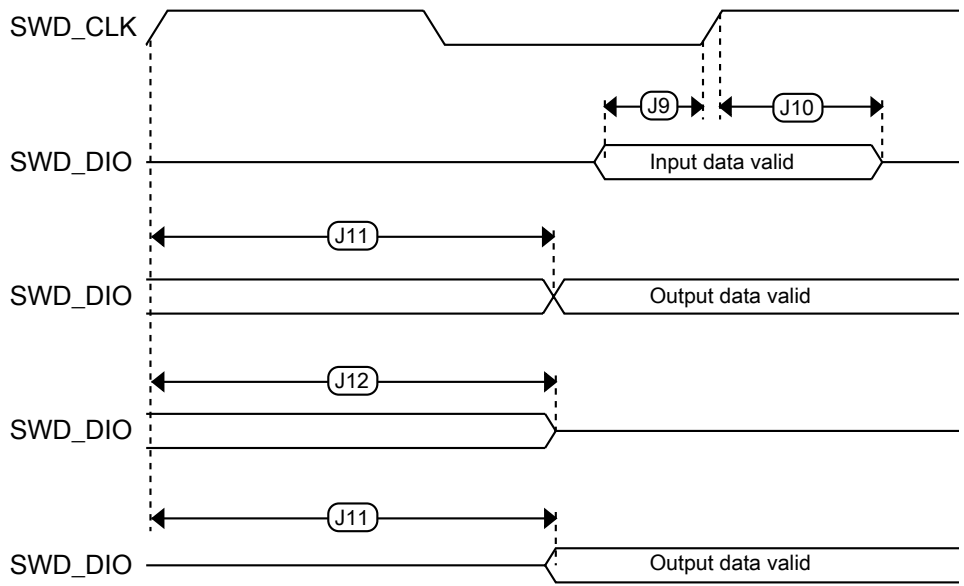 SWD_CLK
J9
J10
SWD_DIO
Input data valid
J11
SWD_DIO
Output data valid
J12
SWD_DIO
J11
SWD_DIO
Output data valid